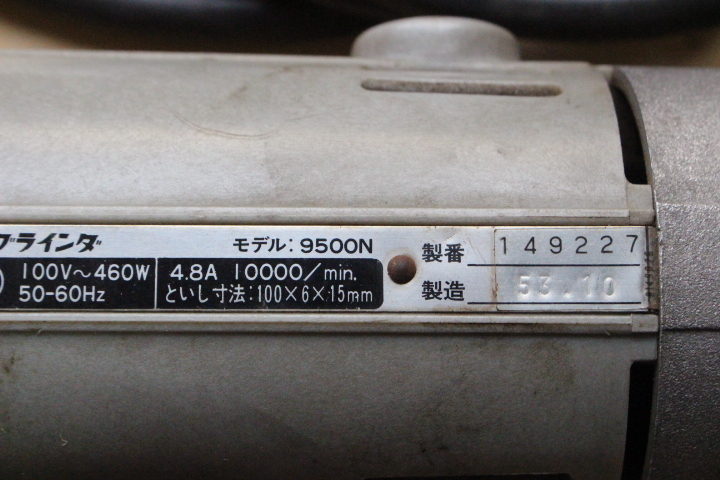 グラインダ
モデル: 9500N
100V～460W
50-60Hz
4.8A 10000/min.
といし寸法:100×6×15mm
製番 149227
製造 53.10